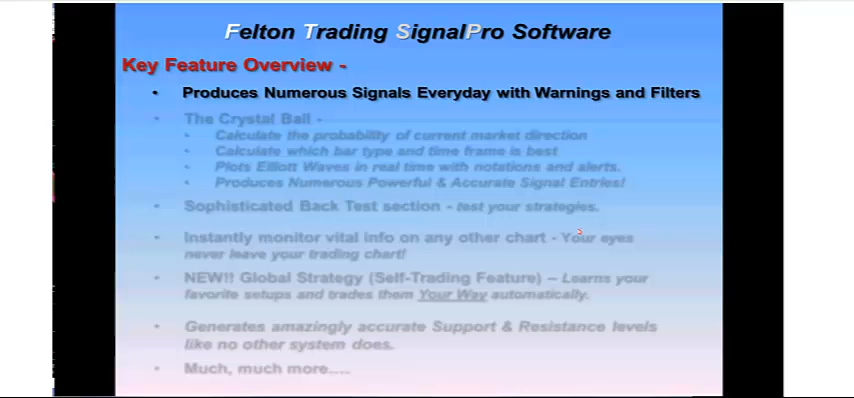 Felton Trading SignalPro Software
Key Feature Overview -
• Produces Numerous Signals Everyday with Warnings and Filters
• The Crystal Ball -
• Calculate the probability of current market direction
• Calculate which bar type and time frame is best
• Plots Elliott Waves in real time with notations and alerts.
• Produces Numerous Powerful & Accurate Signal Entries!
• Sophisticated Back Test section - test your strategies.
• Instantly monitor vital info on any other chart - Your eyes
never leave your trading chart!
• NEW!! Global Strategy (Self-Trading Feature) – Learns your
favorite setups and trades them Your Way automatically.
• Generates amazingly accurate Support & Resistance levels
like no other system does.
• Much, much more....